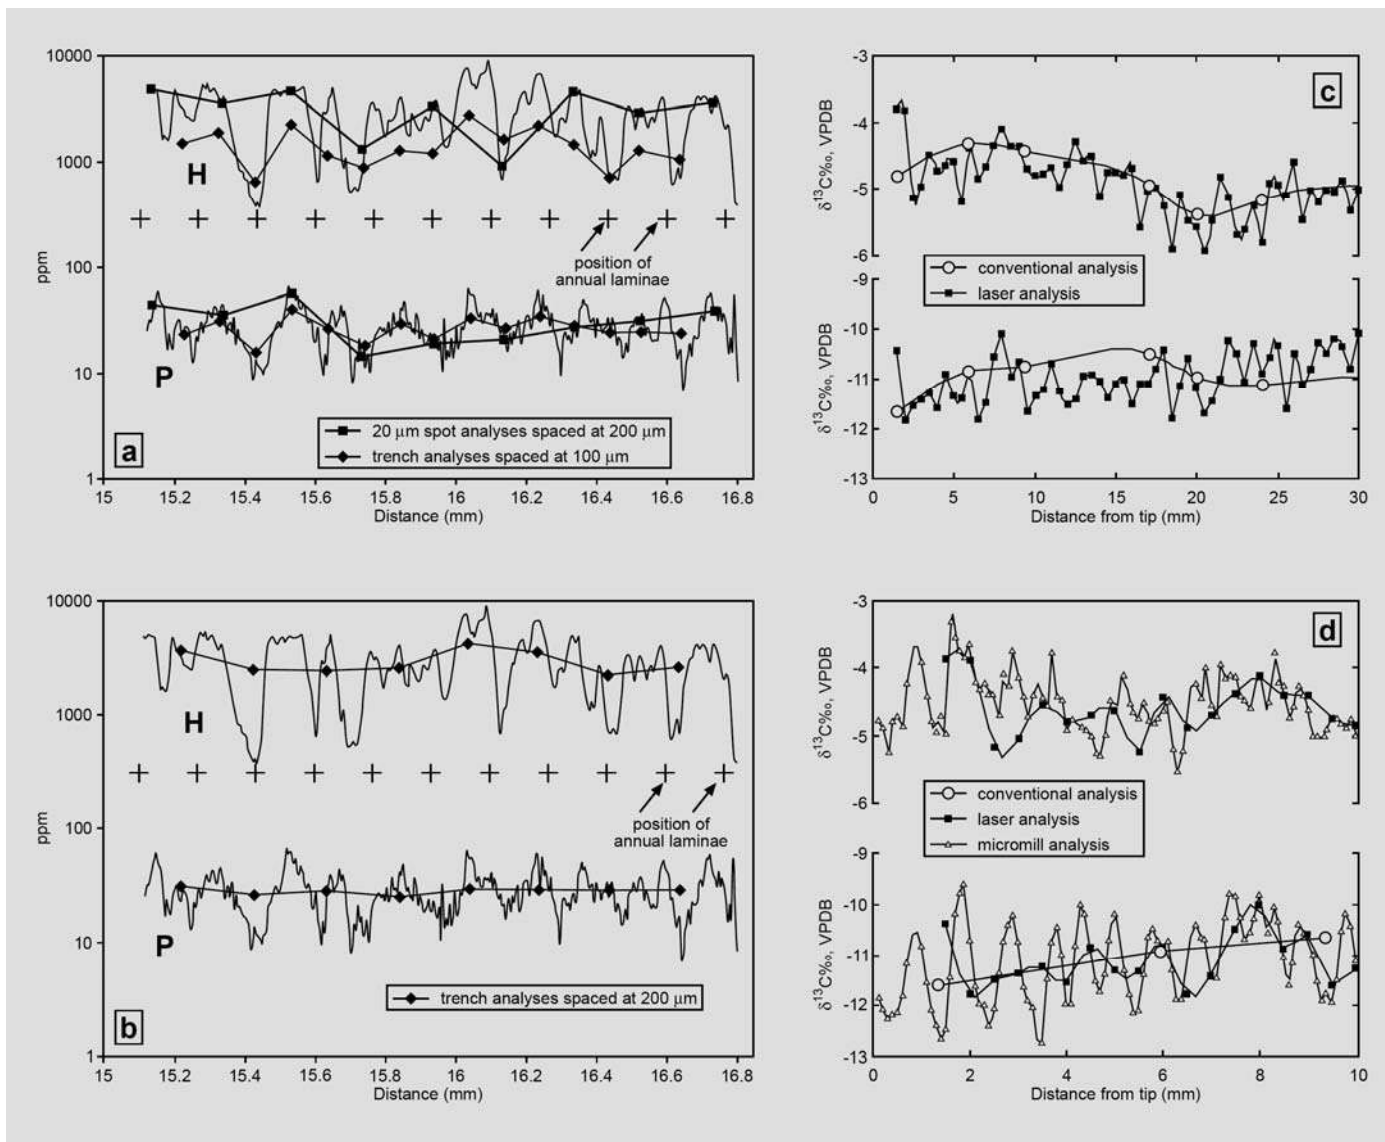 10000
1000
100
10
1
ppm
H
P
position of
annual laminae
20 μm spot analyses spaced at 200 μm
trench analyses spaced at 100 μm
a
15 15.2 15.4 15.6 15.8 16 16.2 16.4 16.6 16.8
Distance (mm)
-3
-4
-5
-6
δ13C‰, VPDB
c
conventional analysis
laser analysis
-9
-10
-11
-12
-13
δ13C‰, VPDB
0 5 10 15 20 25 30
Distance from tip (mm)
10000
1000
100
10
1
ppm
H
P
position of
annual laminae
trench analyses spaced at 200 μm
b
15 15.2 15.4 15.6 15.8 16 16.2 16.4 16.6 16.8
Distance (mm)
-3
-4
-5
-6
δ13C‰, VPDB
d
conventional analysis
laser analysis
micromill analysis
-9
-10
-11
-12
-13
δ13C‰, VPDB
0 2 4 6 8 10
Distance from tip (mm)